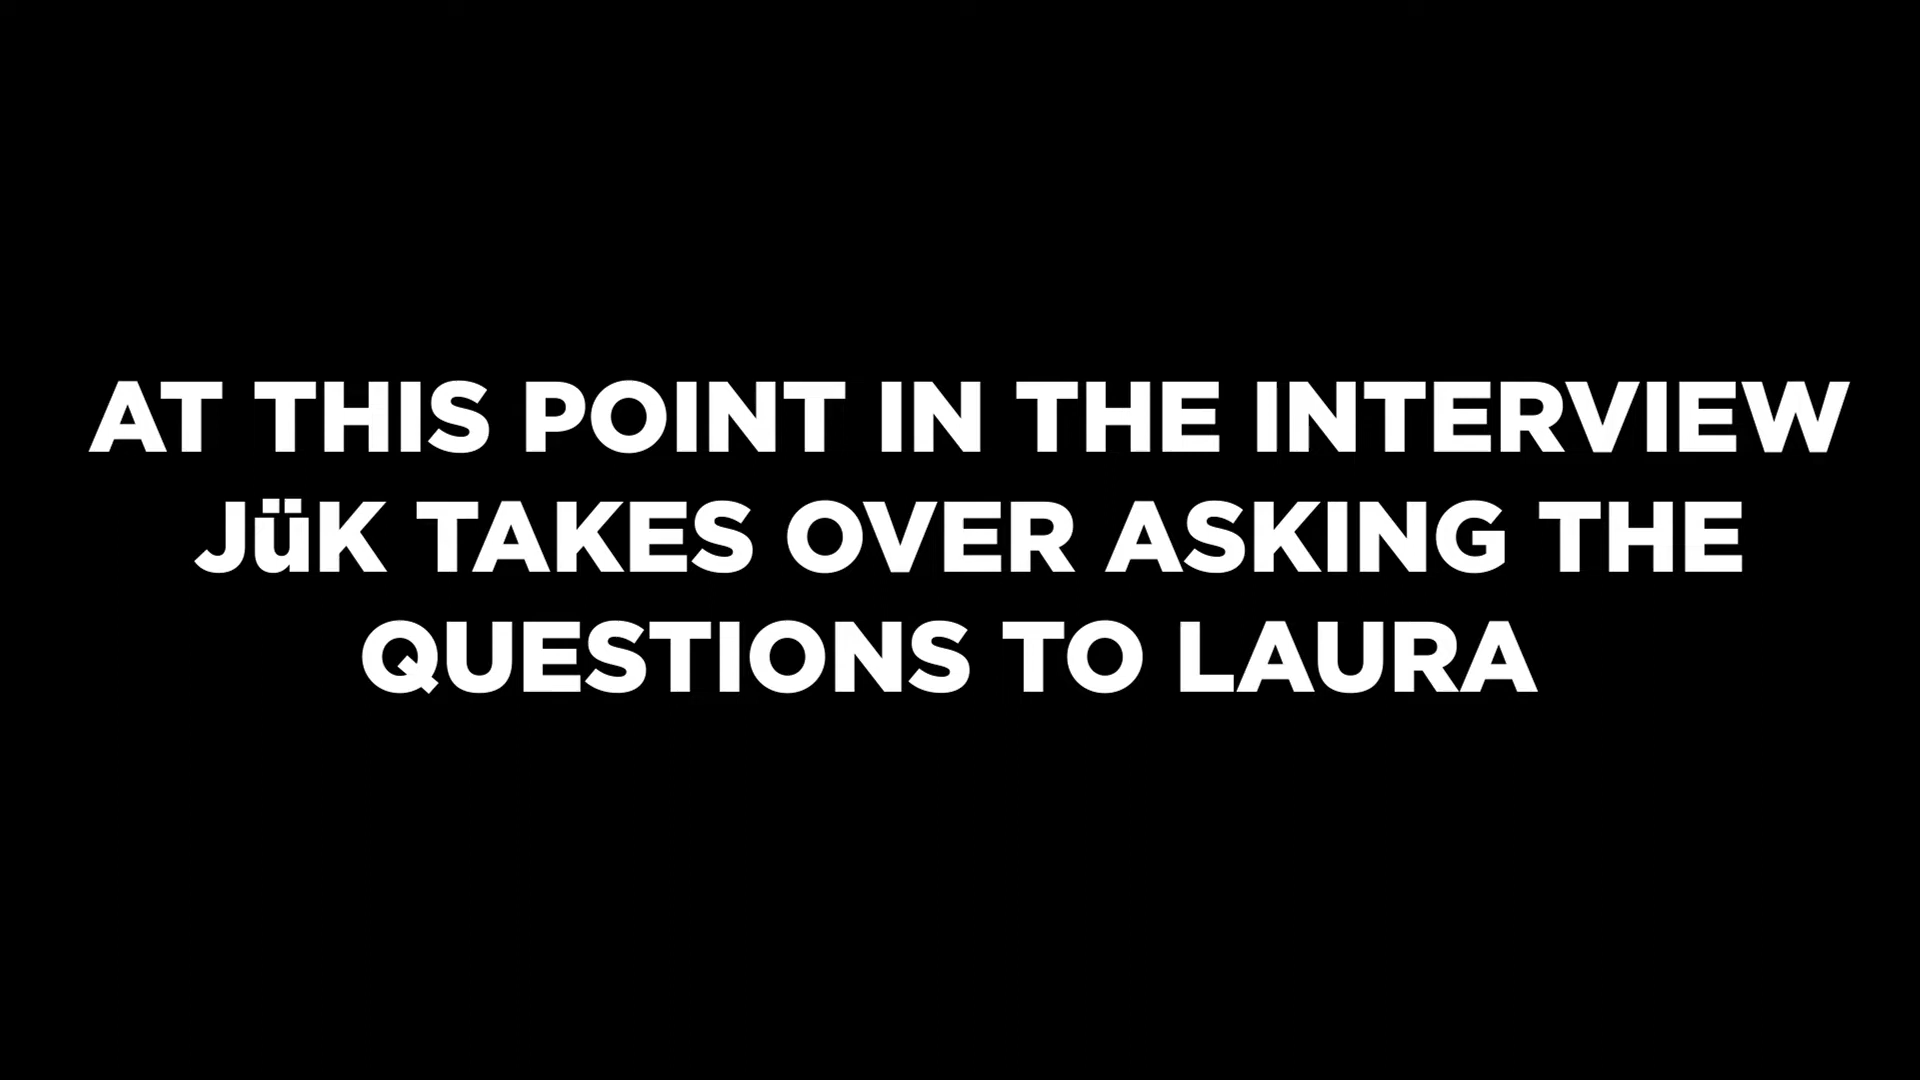 AT THIS POINT IN THE INTERVIEW
JüK TAKES OVER ASKING THE
QUESTIONS TO LAURA